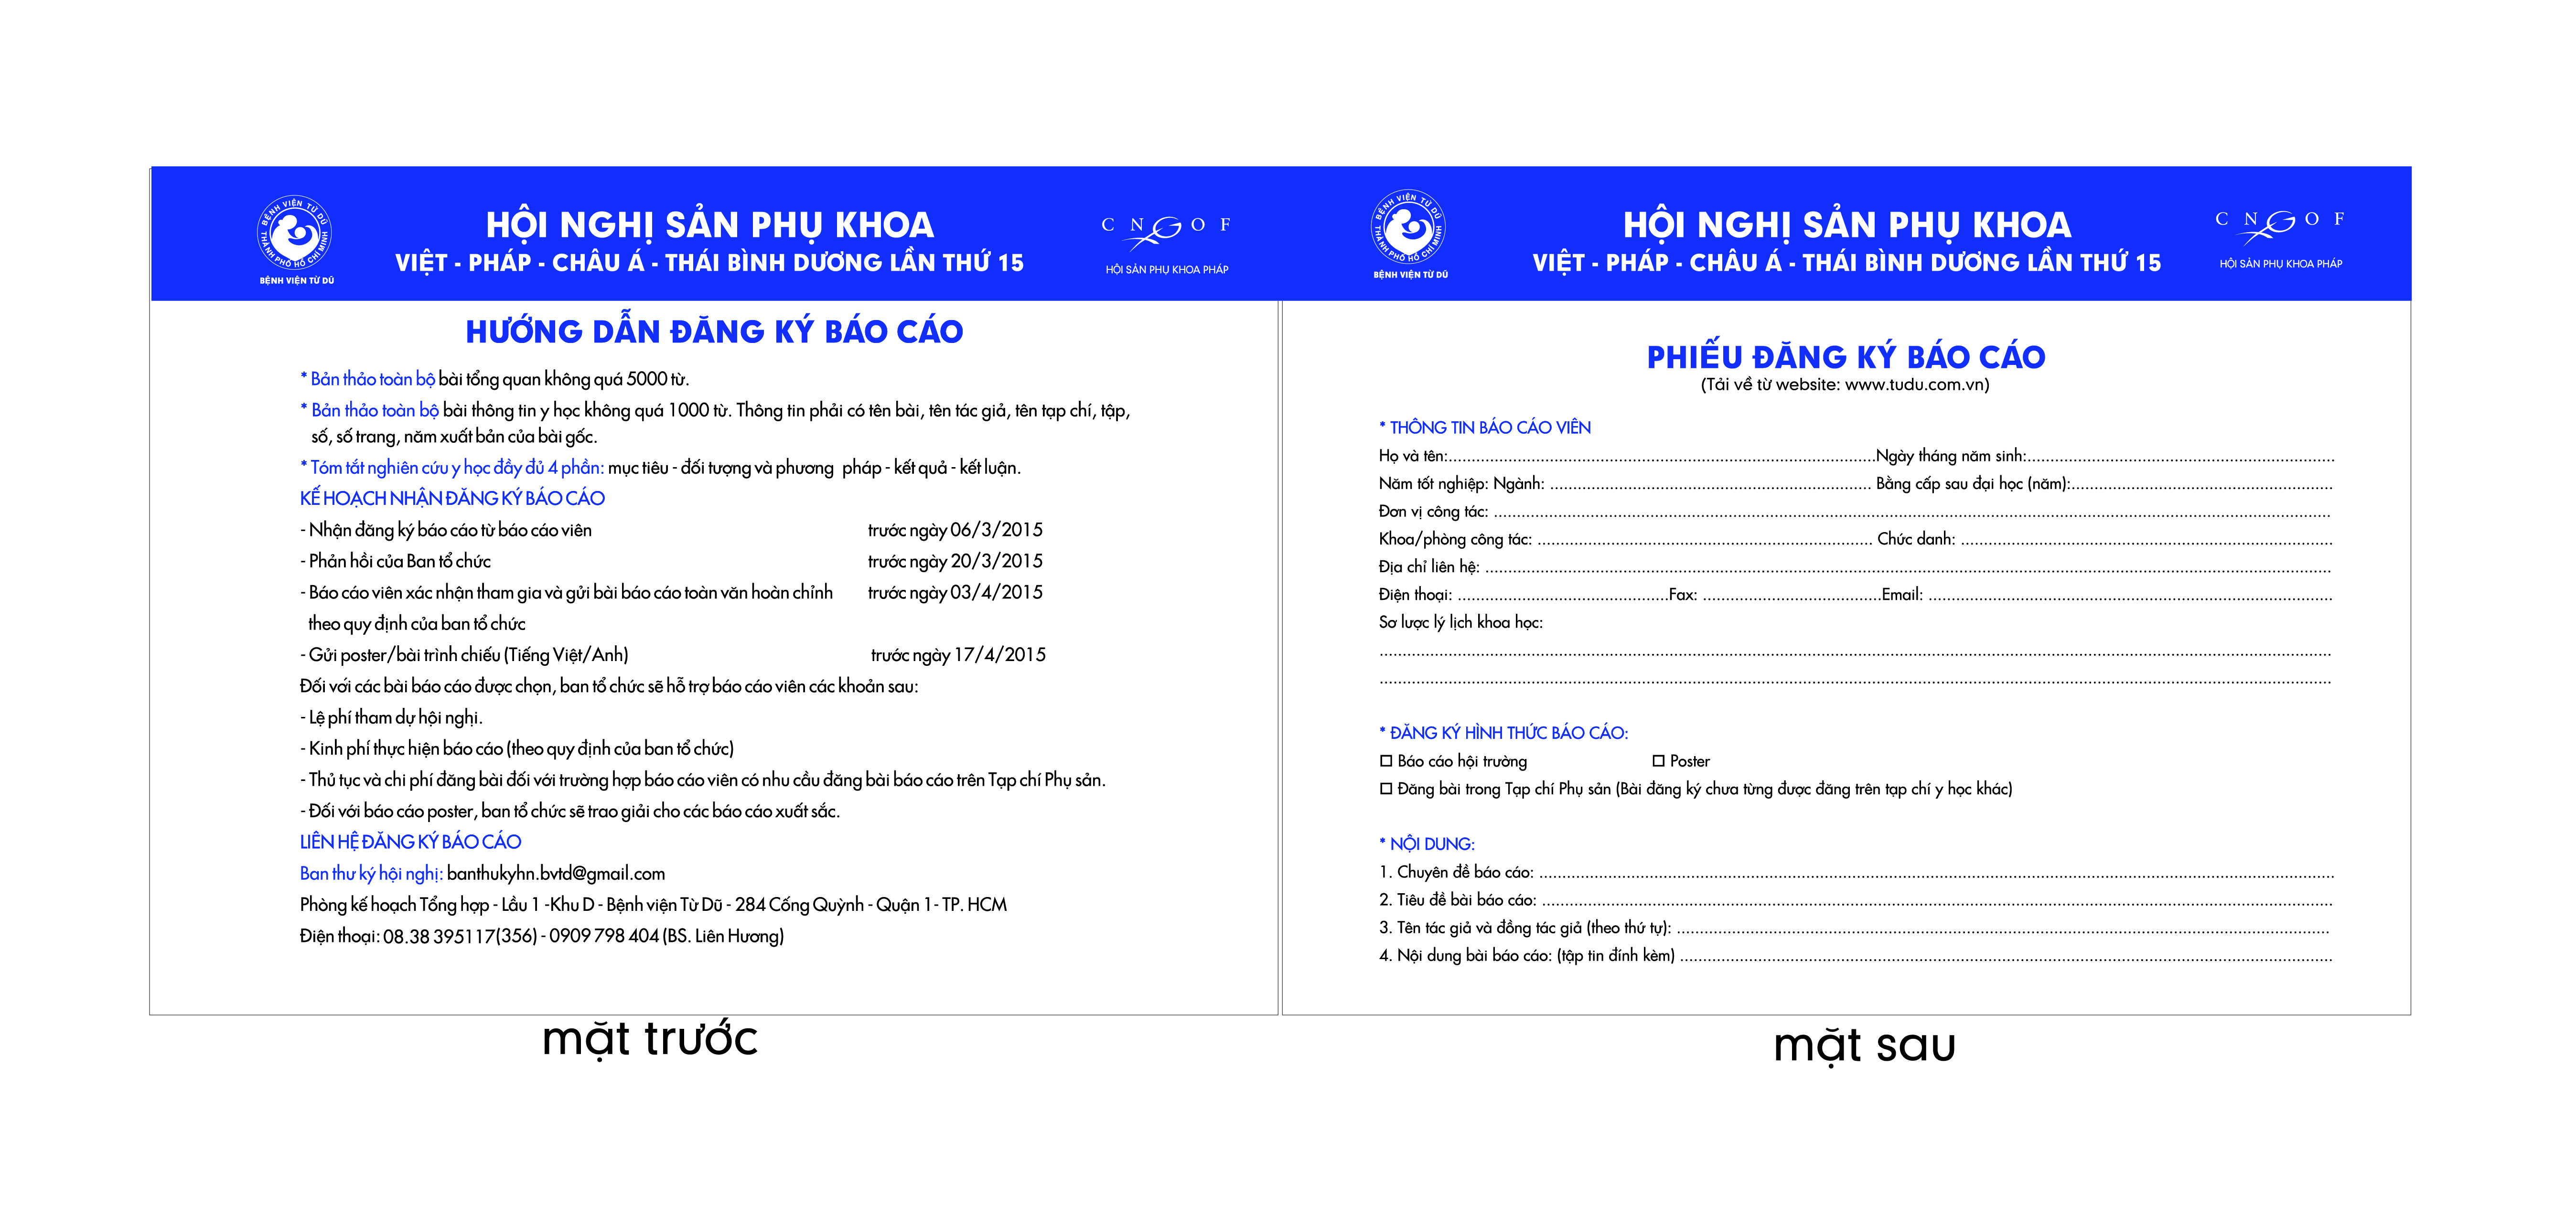 BỆNH VIỆN TỪ DŨ
THÀNH PHỐ HỒ CHÍ MINH
BỆNH VIỆN TỪ DŨ
HỘI NGHỊ SẢN PHỤ KHOA
VIỆT - PHÁP - CHÂU Á - THÁI BÌNH DƯƠNG LẦN THỨ 15
CNGOF
HỘI SẢN PHỤ KHOA PHÁP
HƯỚNG DẪN ĐĂNG KÝ BÁO CÁO
* Bản thảo toàn bộ bài tổng quan không quá 5000 từ.
* Bản thảo toàn bộ bài thông tin y học không quá 1000 từ. Thông tin phải có tên bài, tên tác giả, tên tạp chí, tập,
số, số trang, năm xuất bản của bài gốc.
* Tóm tắt nghiên cứu y học đầy đủ 4 phần: mục tiêu - đối tượng và phương pháp - kết quả - kết luận.
KẾ HOẠCH NHẬN ĐĂNG KÝ BÁO CÁO
- Nhận đăng ký báo cáo từ báo cáo viên trước ngày 06/3/2015
- Phản hồi của Ban tổ chức trước ngày 20/3/2015
- Báo cáo viên xác nhận tham gia và gửi bài báo cáo toàn văn hoàn chỉnh trước ngày 03/4/2015
theo quy định của ban tổ chức
- Gửi poster/bài trình chiếu (Tiếng Việt/Anh) trước ngày 17/4/2015
Đối với các bài báo cáo được chọn, ban tổ chức sẽ hỗ trợ báo cáo viên các khoản sau:
- Lệ phí tham dự hội nghị.
- Kinh phí thực hiện báo cáo (theo quy định của ban tổ chức)
- Thủ tục và chi phí đăng bài đối với trường hợp báo cáo viên có nhu cầu đăng bài báo cáo trên Tạp chí Phụ sản.
- Đối với báo cáo poster, ban tổ chức sẽ trao giải cho các báo cáo xuất sắc.
LIÊN HỆ ĐĂNG KÝ BÁO CÁO
Ban thư ký hội nghị: banthukyhn.bvtd@gmail.com
Phòng kế hoạch Tổng hợp - Lầu 1 -Khu D - Bệnh viện Từ Dũ - 284 Cống Quỳnh - Quận 1- TP. HCM
Điện thoại: 08.38 395117(356) - 0909 798 404 (BS. Liên Hương)
mặt trước
BỆNH VIỆN TỪ DŨ
THÀNH PHỐ HỒ CHÍ MINH
BỆNH VIỆN TỪ DŨ
HỘI NGHỊ SẢN PHỤ KHOA
VIỆT - PHÁP - CHÂU Á - THÁI BÌNH DƯƠNG LẦN THỨ 15
CNGOF
HỘI SẢN PHỤ KHOA PHÁP
PHIẾU ĐĂNG KÝ BÁO CÁO
(Tải về từ website: www.tudu.com.vn)
* THÔNG TIN BÁO CÁO VIÊN
Họ và tên:..........Ngày tháng năm sinh:..........
Năm tốt nghiệp: Ngành: .......... Bằng cấp sau đại học (năm):..........
Đơn vị công tác: ..........
Khoa/phòng công tác: .......... Chức danh: ..........
Địa chỉ liên hệ: ..........
Điện thoại: ..........Fax: ..........Email: ..........
Sơ lược lý lịch khoa học:
..........
..........
* ĐĂNG KÝ HÌNH THỨC BÁO CÁO:
☐ Báo cáo hội trường ☐ Poster
☐ Đăng bài trong Tạp chí Phụ sản (Bài đăng ký chưa từng được đăng trên tạp chí y học khác)
* NỘI DUNG:
1. Chuyên đề báo cáo: ..........
2. Tiêu đề bài báo cáo: ..........
3. Tên tác giả và đồng tác giả (theo thứ tự): ..........
4. Nội dung bài báo cáo: (tập tin đính kèm) ..........
mặt sau